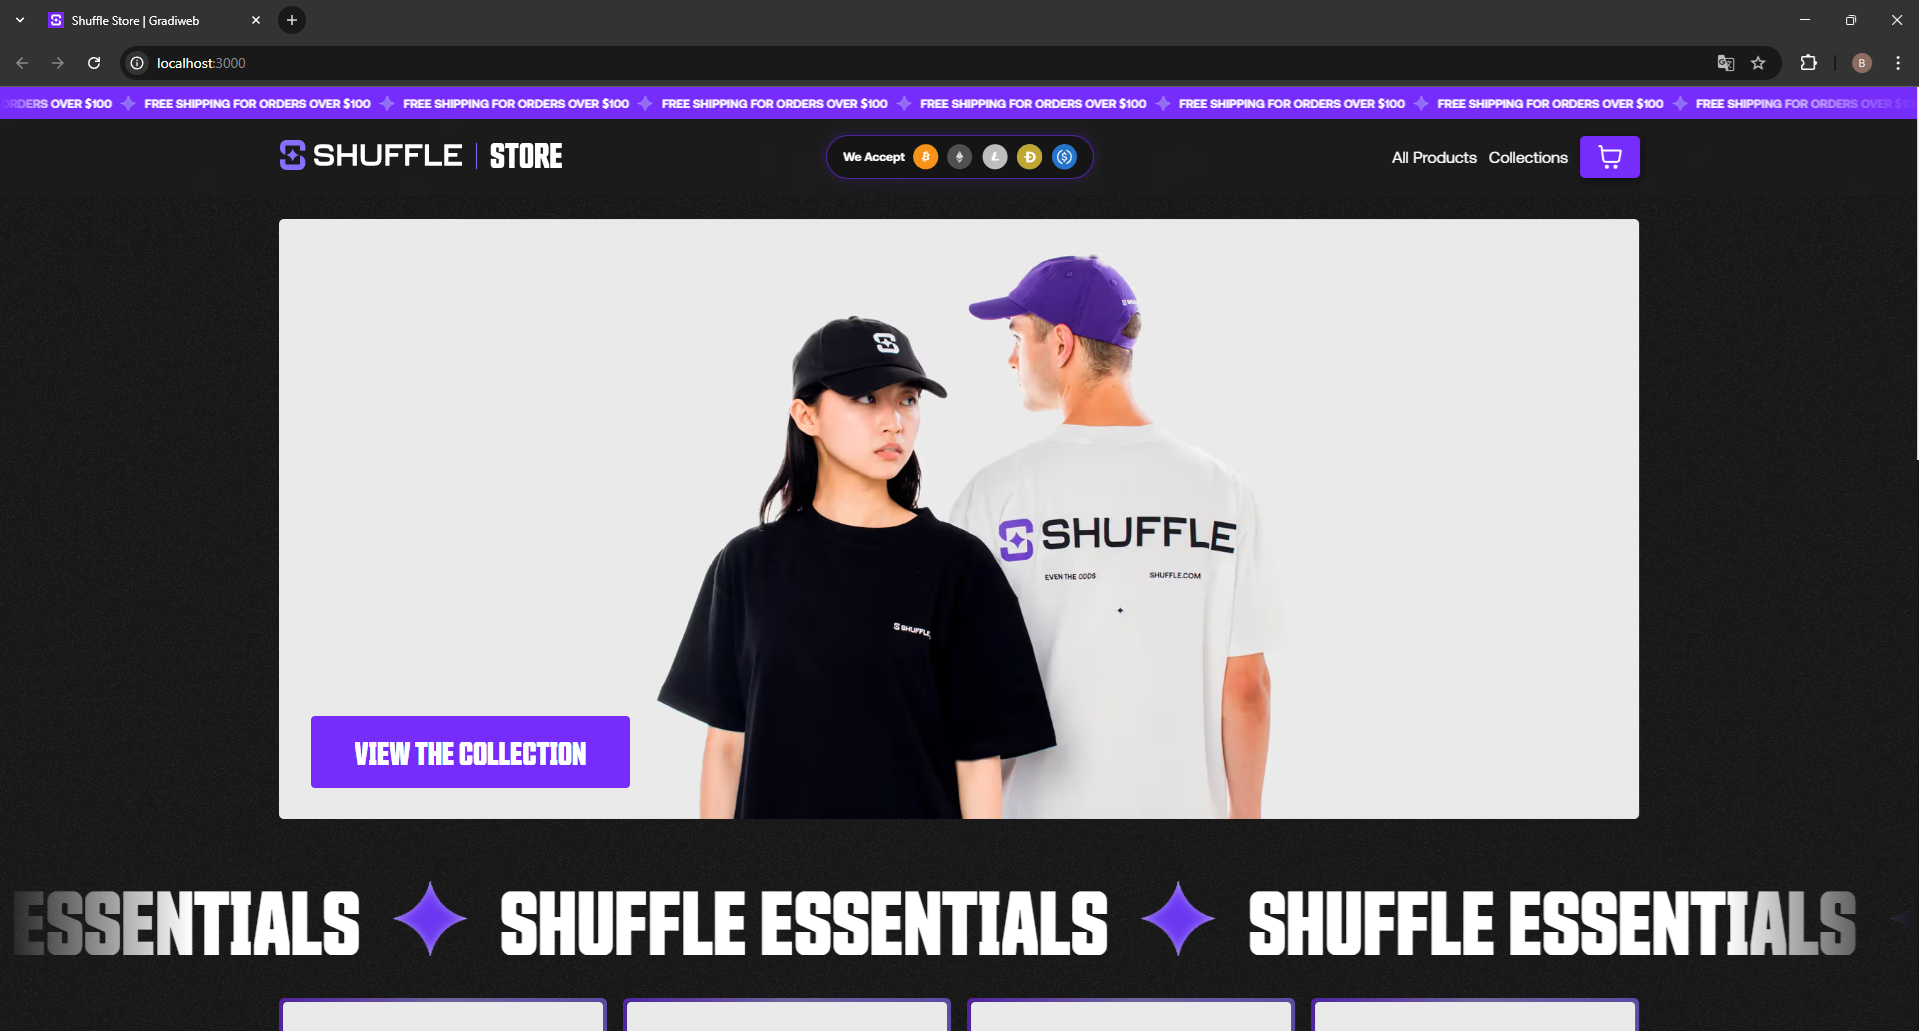 Shuffle Store | Gradiweb
localhost:3000
B
ORDERS OVER $100 FREE SHIPPING FOR ORDERS OVER $100 FREE SHIPPING FOR ORDERS OVER $100 FREE SHIPPING FOR ORDERS OVER $100 FREE SHIPPING FOR ORDERS OVER $100 FREE SHIPPING FOR ORDERS OVER $100 FREE SHIPPING FOR ORDERS OVER $100 FREE SHIPPING FOR ORDERS OVER
SHUFFLE | STORE
We Accept
All Products Collections
SHUFFLE
EVEN THE ODDS SHUFFLE.COM
SHUFFLE
VIEW THE COLLECTION
ESSENTIALS SHUFFLE ESSENTIALS SHUFFLE ESSENTIALS